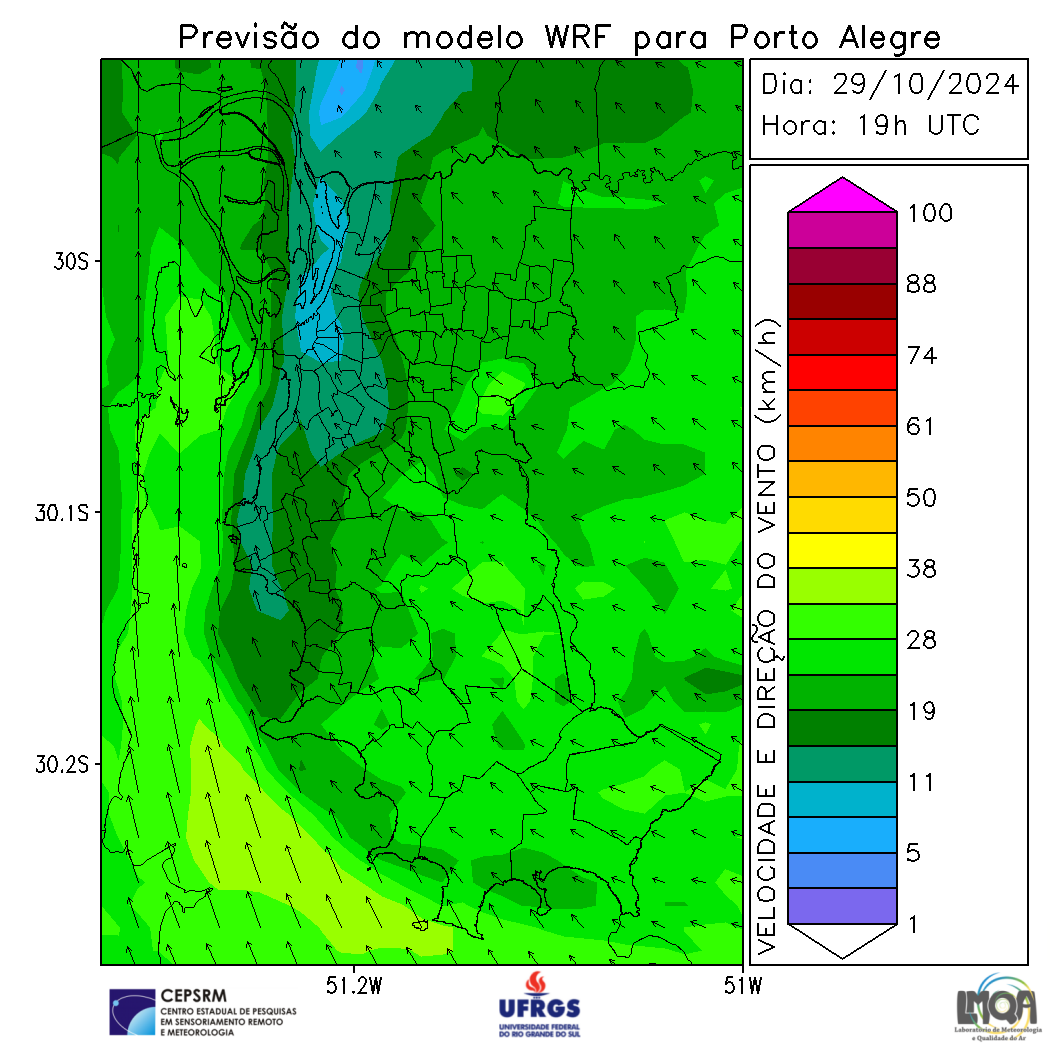 Previsão do modelo WRF para Porto Alegre
Dia: 29/10/2024
Hora: 19h UTC
30S
30.1S
30.2S
51.2W
51W
VELOCIDADE E DIREÇÃO DO VENTO (km/h)
100
88
74
61
50
38
28
19
11
5
1
CEPSRM
CENTRO ESTADUAL DE PESQUISAS
EM SENSORIAMENTO REMOTO
E METEOROLOGIA
UFRGS
UNIVERSIDADE FEDERAL
DO RIO GRANDE DO SUL
LMQA
Laboratório de Meteorologia
e Qualidade do Ar